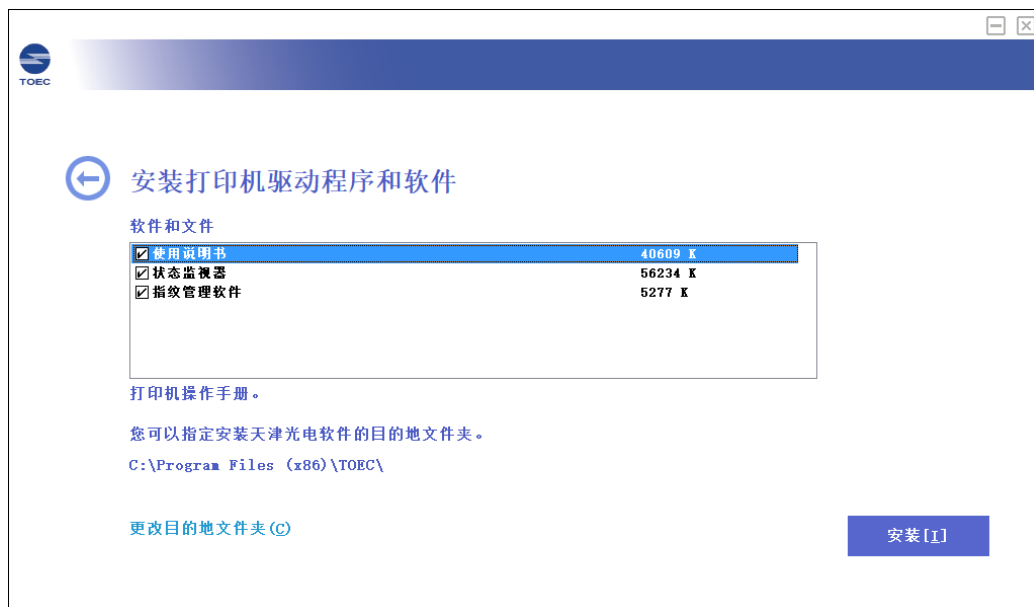 TOEC
安装打印机驱动程序和软件
软件和文件
使用说明书 40609 K
状态监视器 56234 K
指纹管理软件 5277 K
打印机操作手册。
您可以指定安装天津光电软件的目的地文件夹。
C:\Program Files (x86)\TOEC\
更改目的地文件夹(C)
安装[I]